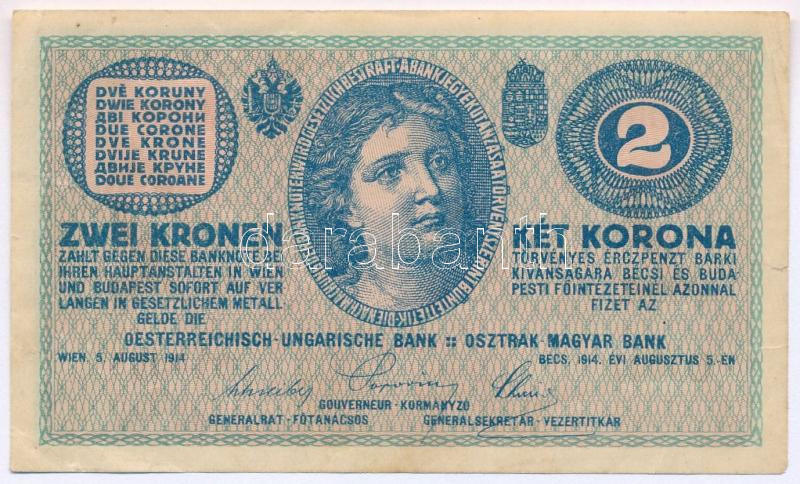 DVĚ KORUNY
DWIE KORONY
ДВІ КОРОНИ
DUE CORONE
DVE KRONE
DVIJE KRUNE
ДВИЈЕ КРУНЕ
DOUE COROANE
2
ZWEI KRONEN
ZAHLT GEGEN DIESE BANKNOTE BEI
IHREN HAUPTANSTALTEN IN WIEN
UND BUDAPEST SOFORT AUF VER
LANGEN IN GESETZLICHEM METALL-
GELDE DIE
KÉT KORONA
TÖRVÉNYES ÉRCZPÉNZT BÁRKI
KÍVÁNSÁGÁRA BÉCSI ÉS BUDA-
PESTI FŐINTÉZETEINÉL AZONNAL
FIZET AZ
OESTERREICHISCH-UNGARISCHE BANK :: OSZTRÁK-MAGYAR BANK
WIEN, 5. AUGUST 1914
BÉCS, 1914. ÉVI AUGUSZTUS 5.-ÉN
GOUVERNEUR-KORMÁNYZÓ
GENERALRAT-FŐTANÁCSOS
GENERALSEKRETÄR-VEZÉRTITKÁR
darabanth